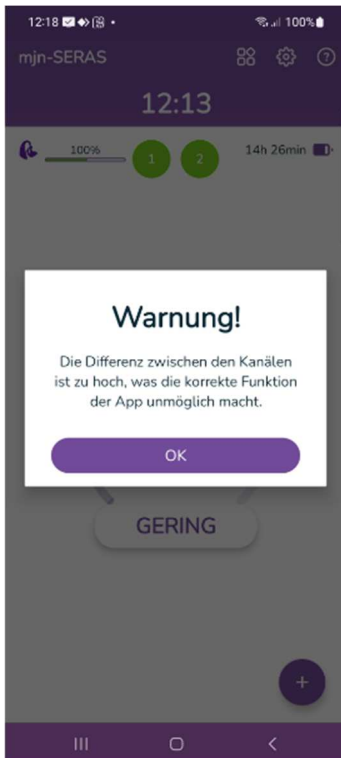 12:18
100%
mjn-SERAS
12:13
100%
1
2
14h 26min
Warnung!
Die Differenz zwischen den Kanälen
ist zu hoch, was die korrekte Funktion
der App unmöglich macht.
OK
GERING
+